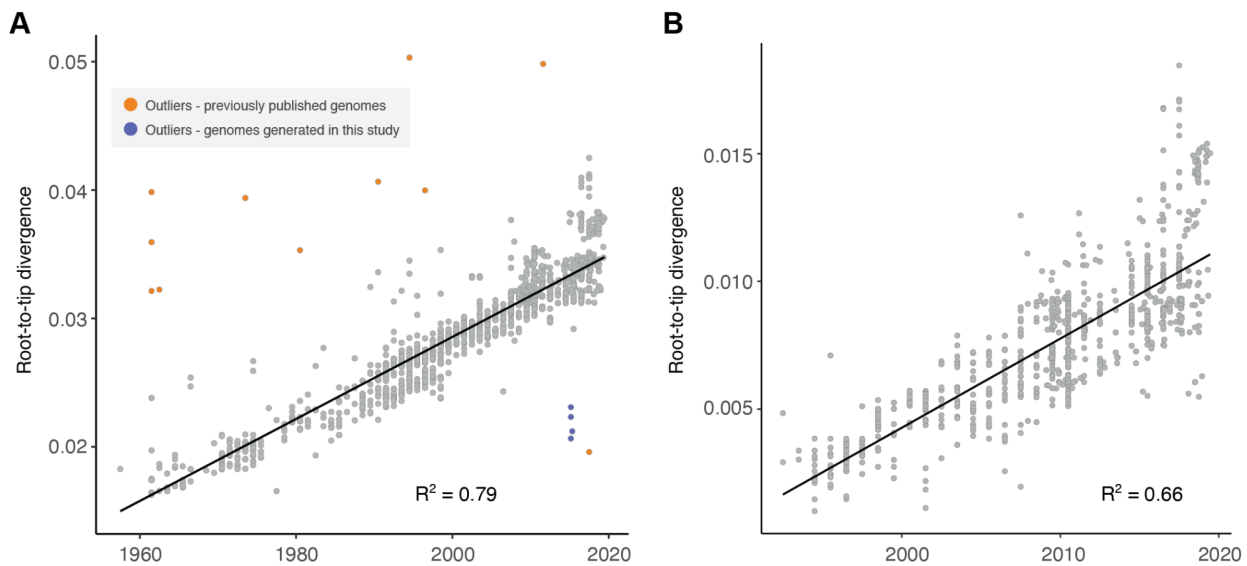 A
Root-to-tip divergence
0.05
0.04
0.03
0.02
Outliers - previously published genomes
Outliers - genomes generated in this study
R² = 0.79
1960 1980 2000 2020
B
Root-to-tip divergence
0.015
0.010
0.005
R² = 0.66
2000 2010 2020